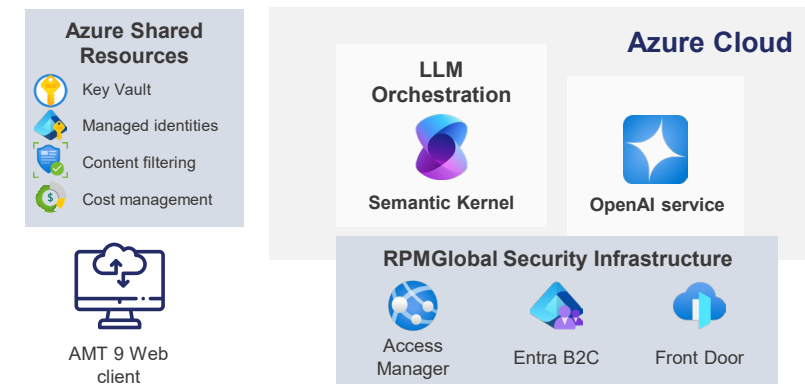 Azure Shared
Resources
Key Vault
Managed identities
Content filtering
Cost management
AMT 9 Web
client
Azure Cloud
LLM
Orchestration
Semantic Kernel
OpenAI service
RPMGlobal Security Infrastructure
Access
Manager
Entra B2C
Front Door